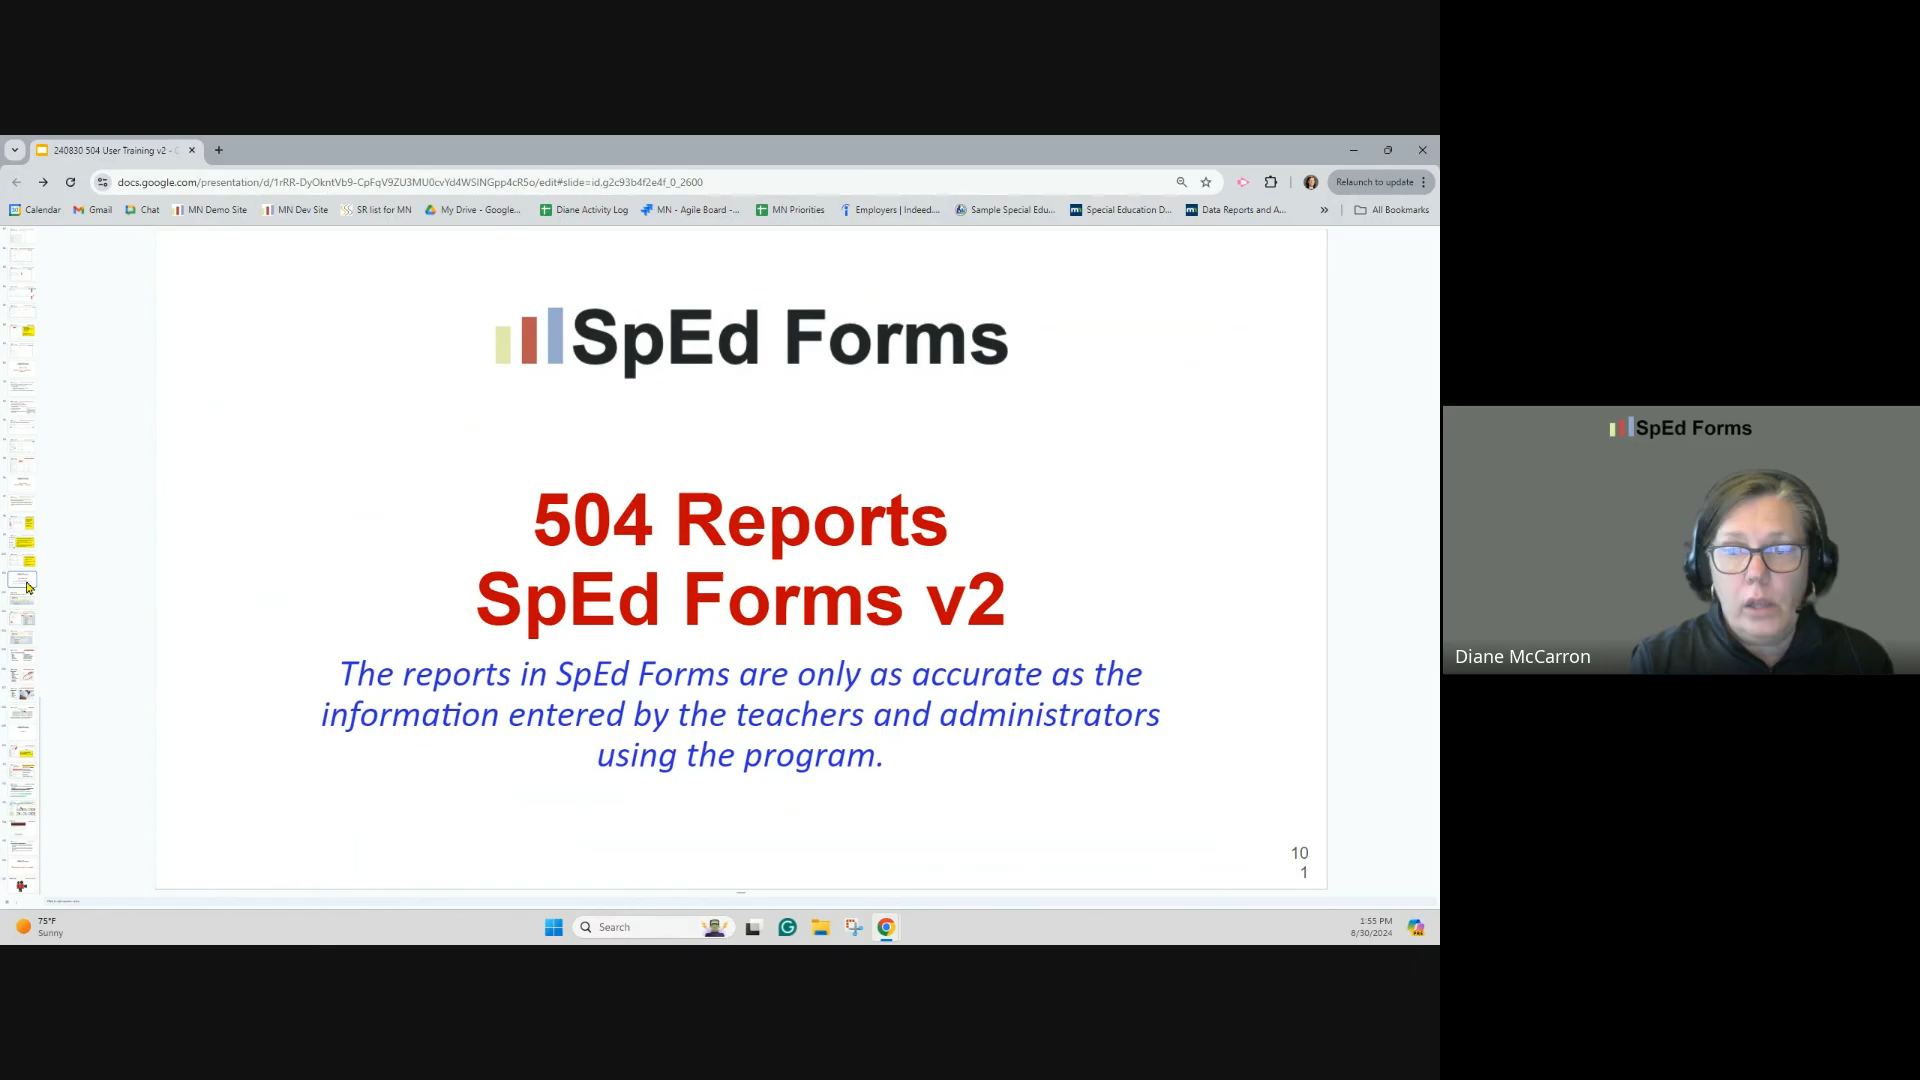 240830 504 User Training v2 -
docs.google.com/presentation/d/1rRR-DyOkntVb9-CpFqV9ZU3MU0cvYd4WSlNGpp4cR5o/edit#slide=id.g2c93b4f2e4f_0_2600
Relaunch to update
Calendar
Gmail
Chat
MN Demo Site
MN Dev Site
SR list for MN
My Drive - Google...
Diane Activity Log
MN - Agile Board -...
MN Priorities
Employers | Indeed....
Sample Special Edu...
Special Education D...
Data Reports and A...
All Bookmarks
SpEd Forms
504 Reports
SpEd Forms v2
The reports in SpEd Forms are only as accurate as the
information entered by the teachers and administrators
using the program.
10
1
SpEd Forms
Diane McCarron
75°F
Sunny
Search
1:55 PM
8/30/2024